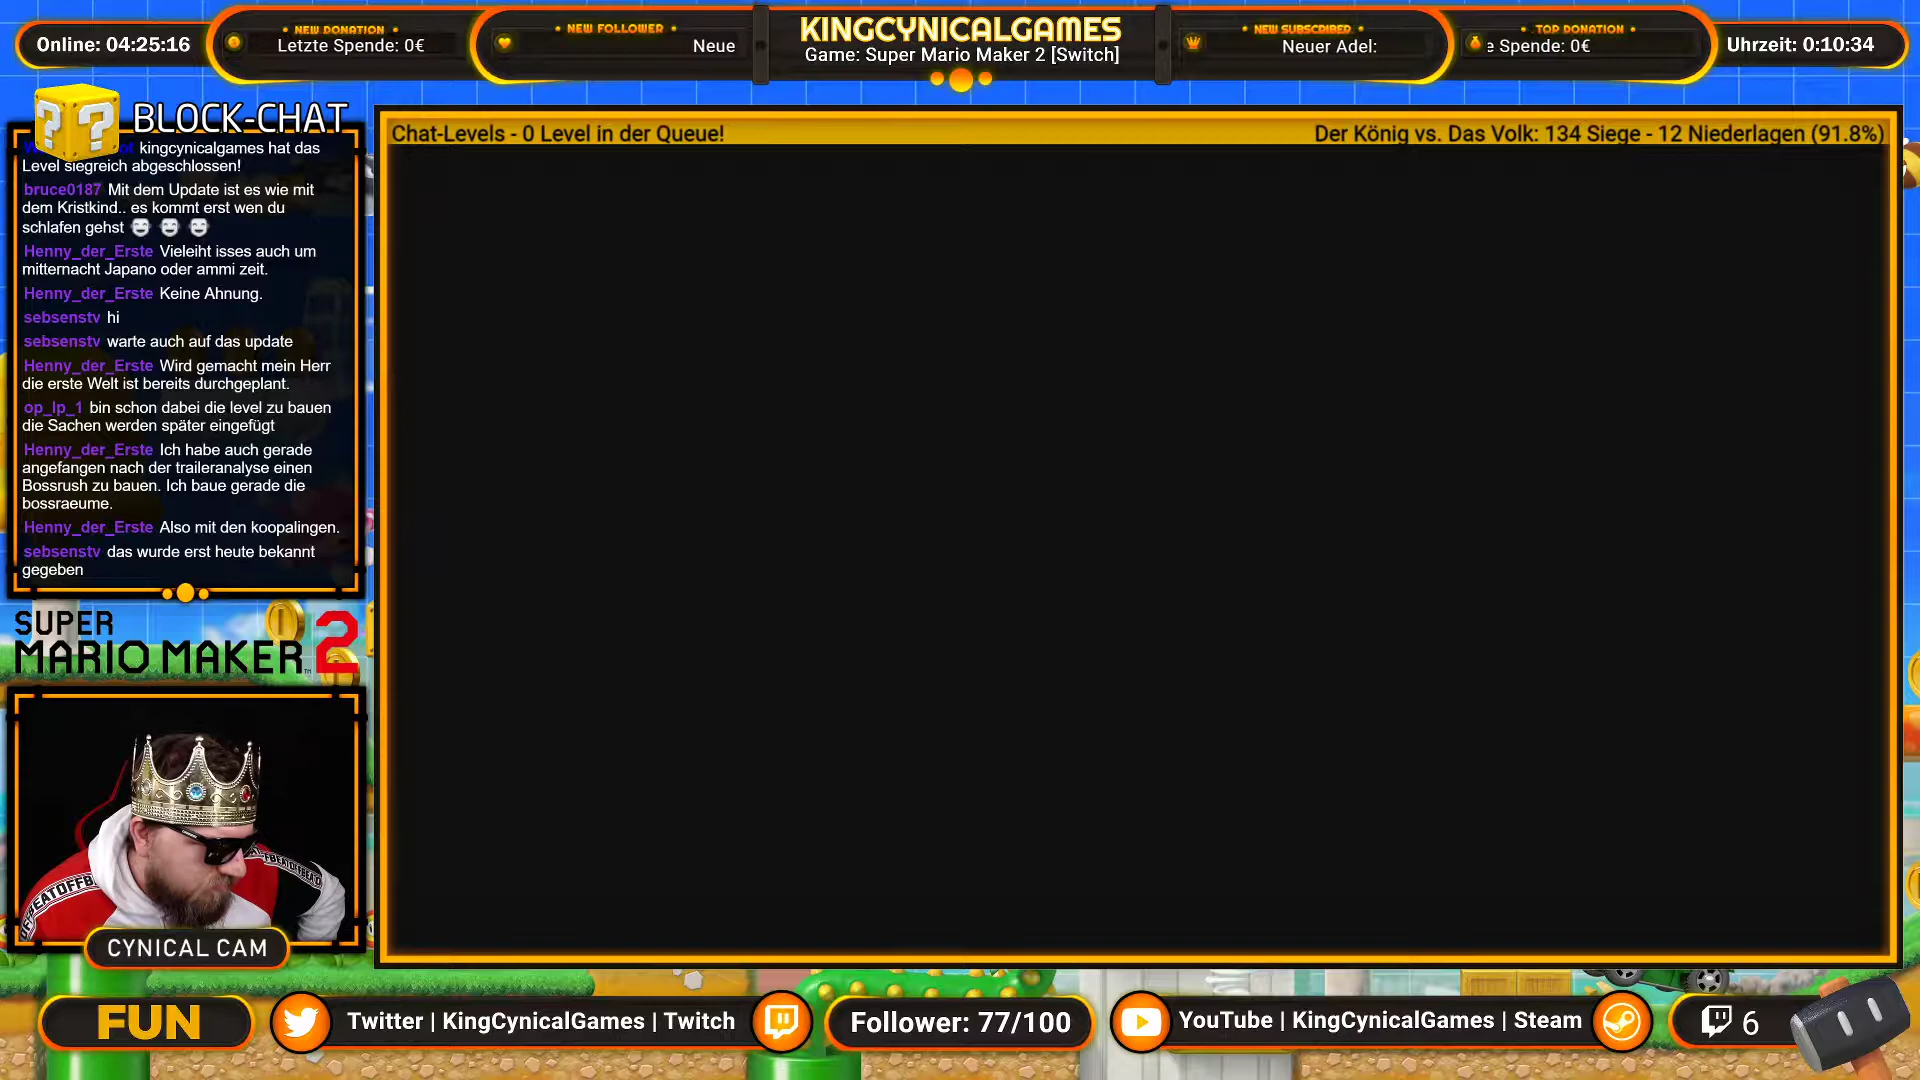 Online: 04:25:16
NEW DONATION
Letzte Spende: 0€
NEW FOLLOWER
Neue
KINGCYNICALGAMES
Game: Super Mario Maker 2 [Switch]
NEW SUBSCRIBER
Neuer Adel:
TOP DONATION
e Spende: 0€
Uhrzeit: 0:10:34
BLOCK-CHAT
kingcynicalgames hat das
Level siegreich abgeschlossen!
bruce0187 Mit dem Update ist es wie mit
dem Kristkind.. es kommt erst wen du
schlafen gehst
Henny_der_Erste Vieleiht isses auch um
mitternacht Japano oder ammi zeit.
Henny_der_Erste Keine Ahnung.
sebsenstv hi
sebsenstv warte auch auf das update
Henny_der_Erste Wird gemacht mein Herr
die erste Welt ist bereits durchgeplant.
op_lp_1 bin schon dabei die level zu bauen
die Sachen werden später eingefügt
Henny_der_Erste Ich habe auch gerade
angefangen nach der traileranalyse einen
Bossrush zu bauen. Ich baue gerade die
bossraeume.
Henny_der_Erste Also mit den koopalingen.
sebsenstv das wurde erst heute bekannt
gegeben
Chat-Levels - 0 Level in der Queue!
Der König vs. Das Volk: 134 Siege - 12 Niederlagen (91.8%)
SUPER
MARIO MAKER 2
CYNICAL CAM
FUN
Twitter | KingCynicalGames | Twitch
Follower: 77/100
YouTube | KingCynicalGames | Steam
6